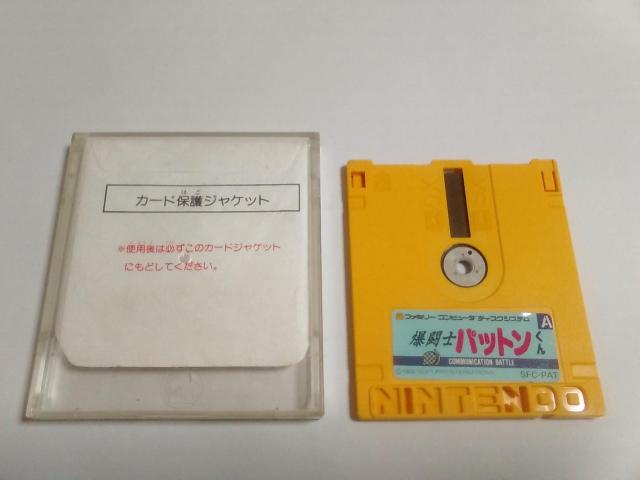 カード保護ジャケット
※使用後は必ずこのカードジャケット
にもどしてください。
ファミリー コンピュータ ディスクシステム
A
爆闘士 パットンくん
COMMUNICATION BATTLE
SFC-PAT
NINTENDO